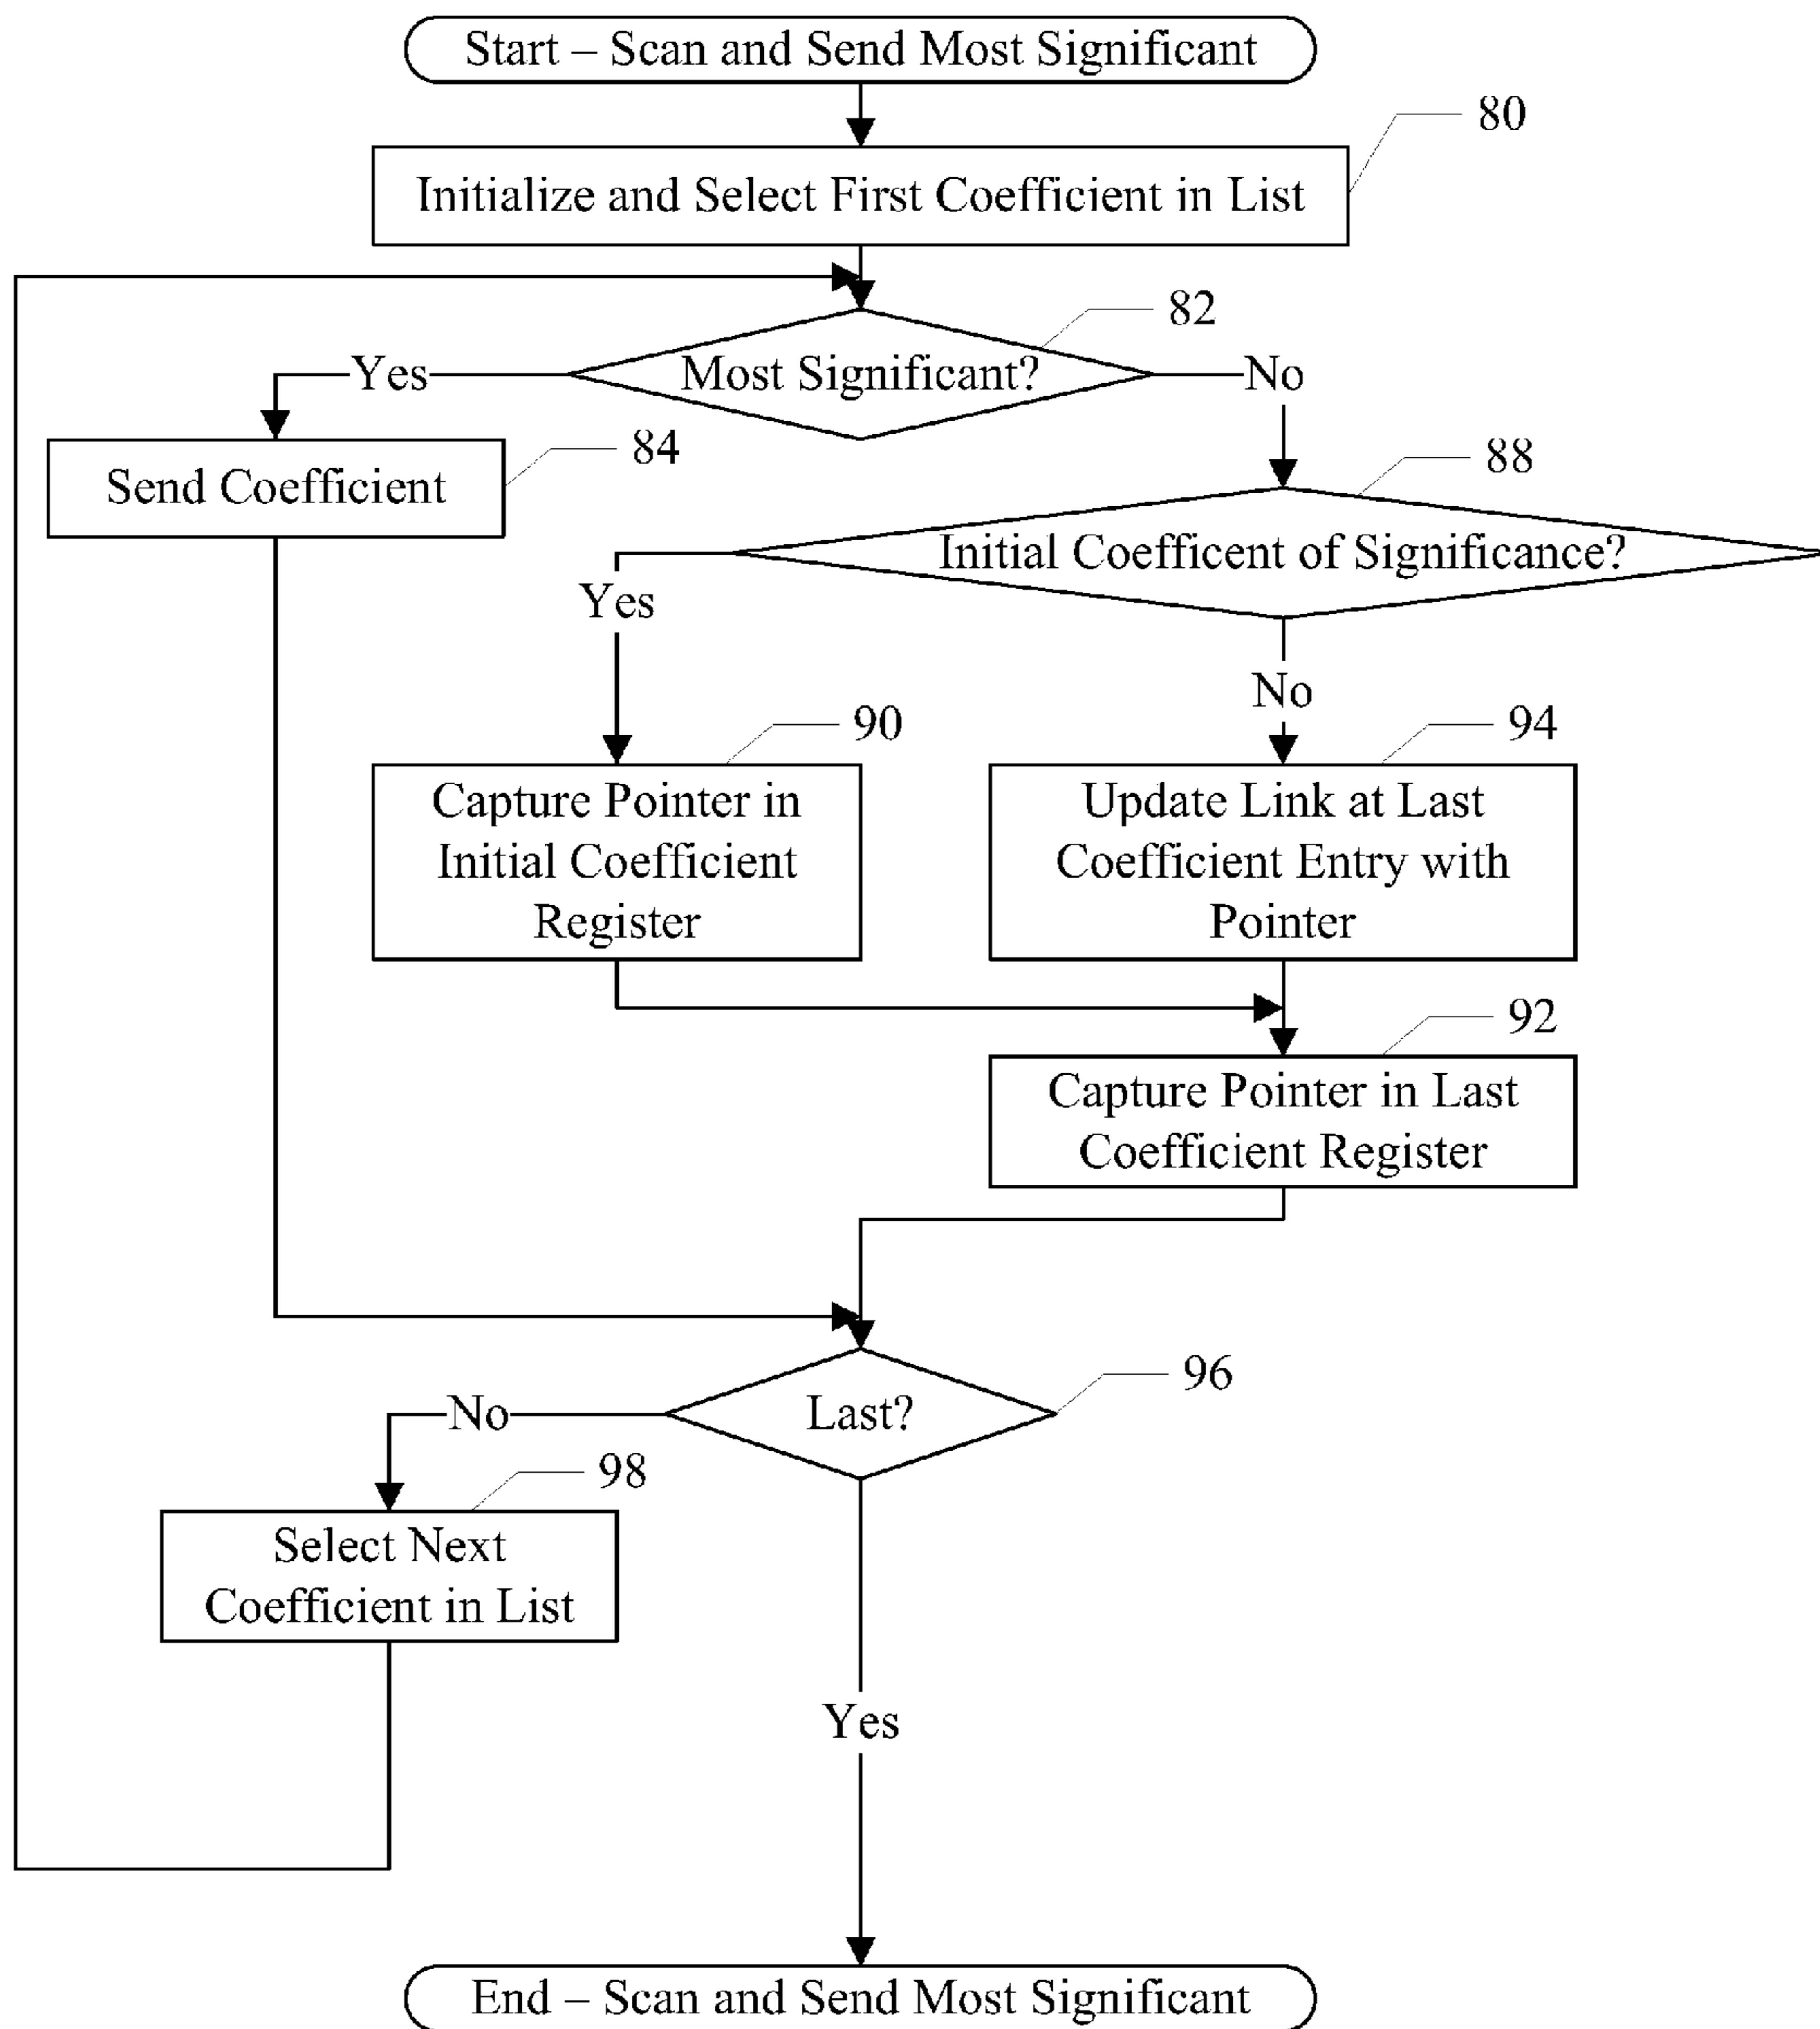 Start – Scan and Send Most Significant
80
Initialize and Select First Coefficient in List
82
Yes
Most Significant?
No
84
Send Coefficient
88
Initial Coefficent of Significance?
Yes
No
90
94
Capture Pointer in
Initial Coefficient
Register
Update Link at Last
Coefficient Entry with
Pointer
92
Capture Pointer in Last
Coefficient Register
96
No
Last?
98
Select Next
Coefficient in List
Yes
End – Scan and Send Most Significant